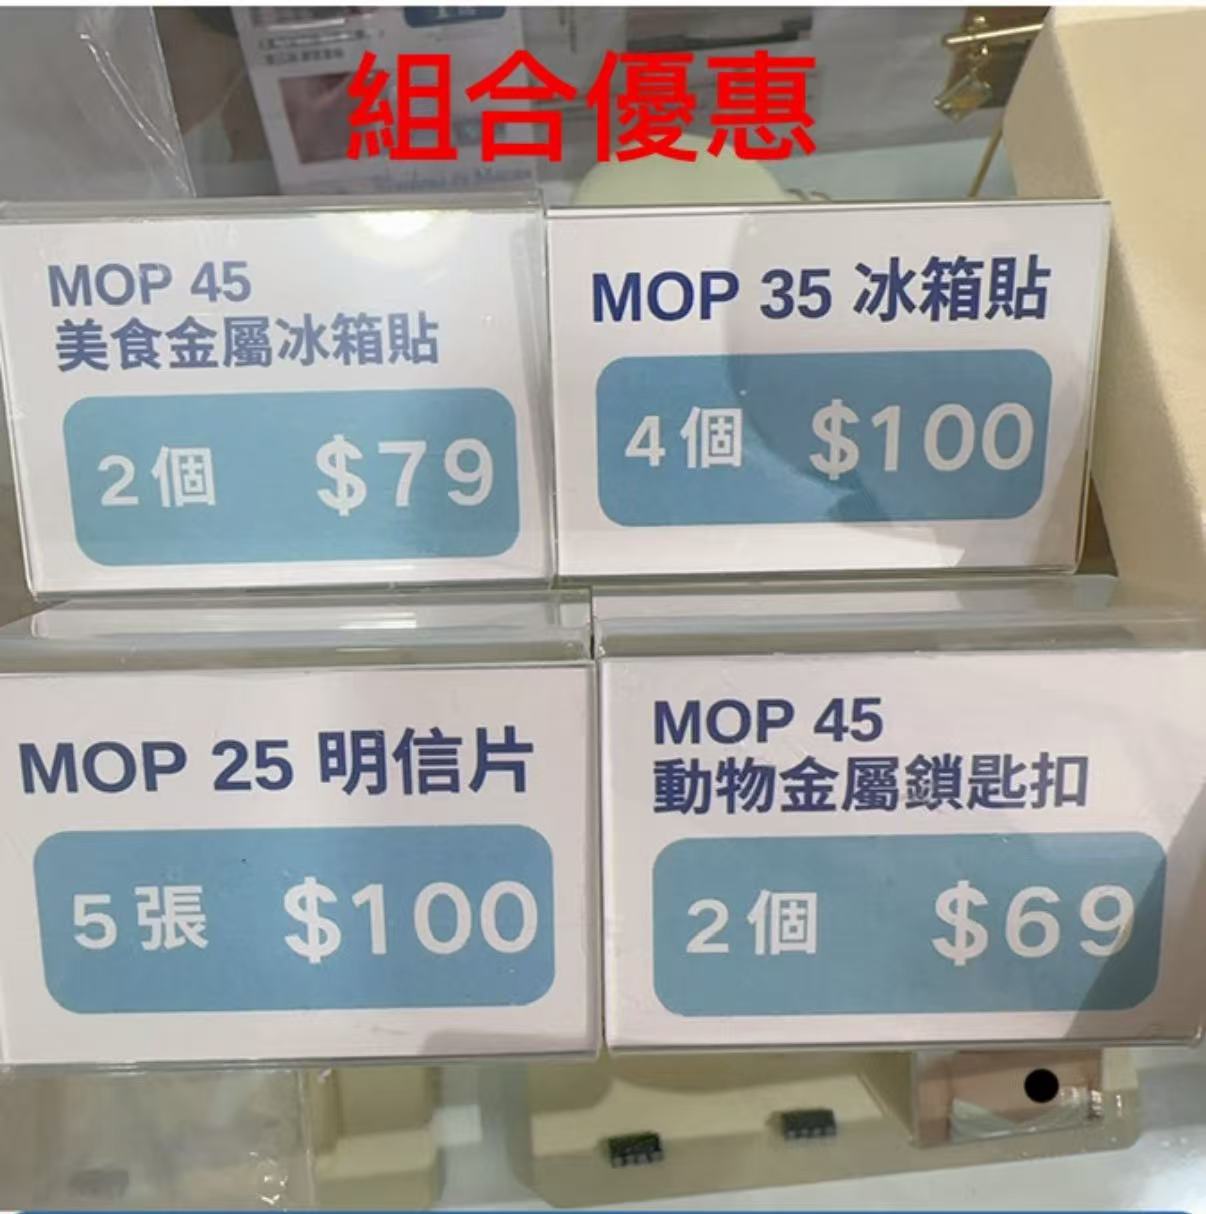 組合優惠
MOP 45
美食金屬冰箱貼
2個 $79
MOP 35 冰箱貼
4個 $100
MOP 25 明信片
5張 $100
MOP 45
動物金屬鎖匙扣
2個 $69